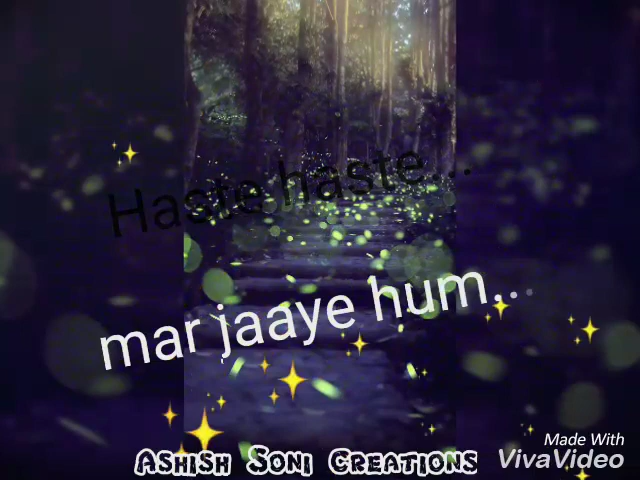 Haste haste...
mar jaaye hum...
Ashish Soni Creations
Made With
VivaVideo